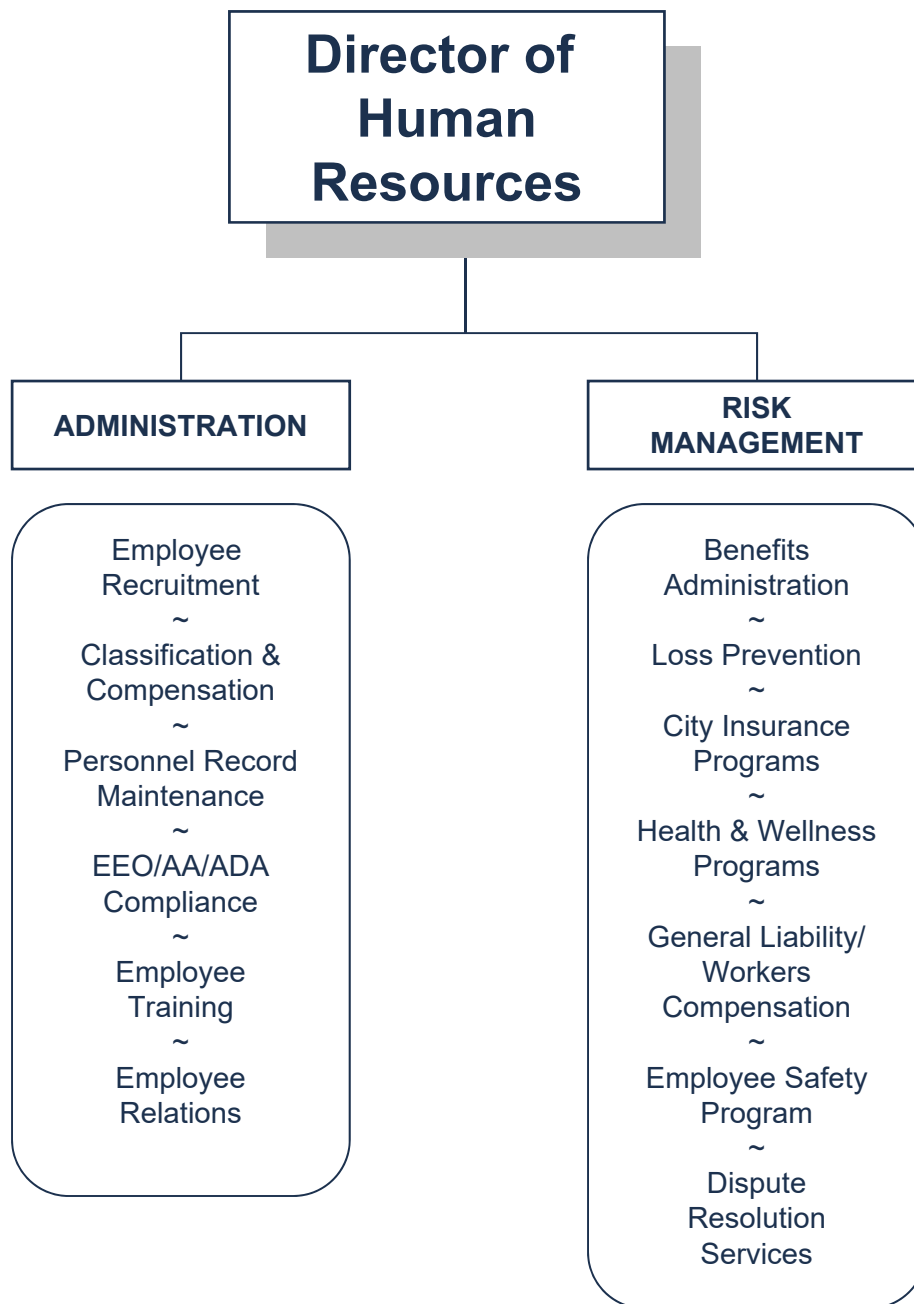 Director of
Human
Resources
ADMINISTRATION
RISK
MANAGEMENT
Employee
Recruitment
~
Classification &
Compensation
~
Personnel Record
Maintenance
~
EEO/AA/ADA
Compliance
~
Employee
Training
~
Employee
Relations
Benefits
Administration
~
Loss Prevention
~
City Insurance
Programs
~
Health & Wellness
Programs
~
General Liability/
Workers
Compensation
~
Employee Safety
Program
~
Dispute
Resolution
Services